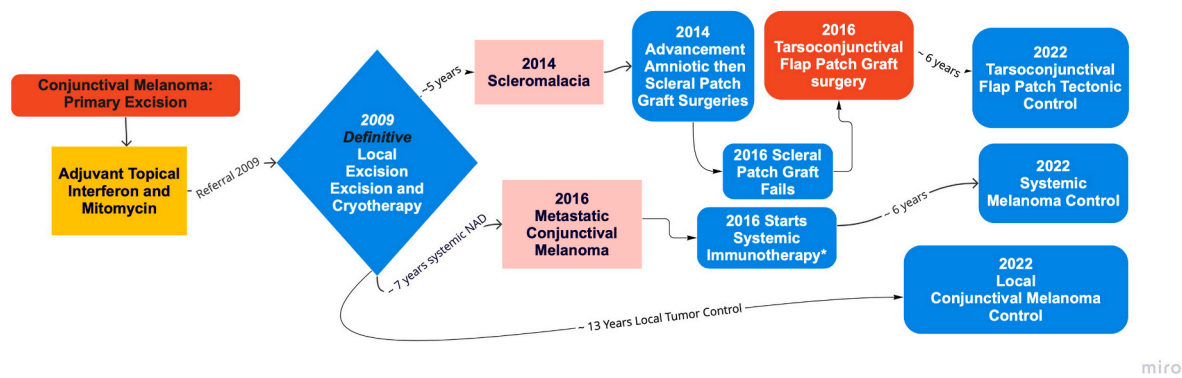 Conjunctival Melanoma:
Primary Excision
Adjuvant Topical
Interferon and
Mitomycin
Referral 2009
2009
Definitive
Local
Excision
Excision and
Cryotherapy
~5 years
2014
Scleromalacia
2014
Advancement
Amniotic then
Scleral Patch
Graft Surgeries
2016 Scleral
Patch Graft
Fails
2016
Tarsoconjunctival
Flap Patch Graft
surgery
~ 6 years
2022
Tarsoconjunctival
Flap Patch Tectonic
Control
~ 7 years systemic NAD
2016
Metastatic
Conjunctival
Melanoma
2016 Starts
Systemic
Immunotherapy*
~ 6 years
2022
Systemic
Melanoma Control
~ 13 Years Local Tumor Control
2022
Local
Conjunctival Melanoma
Control
miro